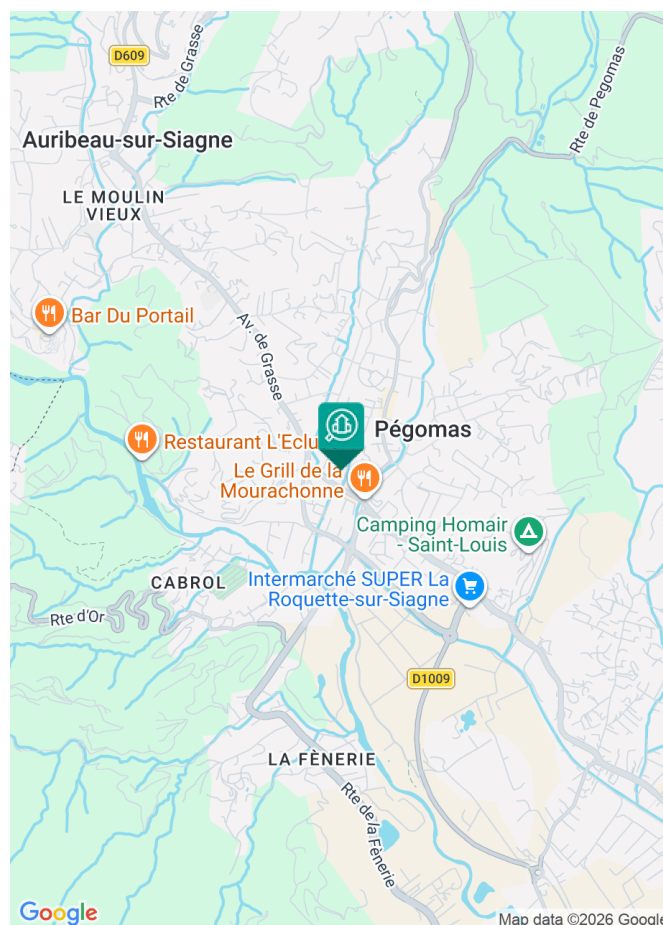 D609
Rte de Grasse
Rte de Pegomas
Auribeau-sur-Siagne
LE MOULIN
VIEUX
Bar Du Portail
Av. de Grasse
Pégomas
Restaurant L'Eclu
Le Grill de la
Mourachonne
Camping Homair
- Saint-Louis
CABROL
Intermarché SUPER La
Roquette-sur-Siagne
Rte d'Or
D1009
LA FÈNERIE
Rte de la Fènerie
Google
Map data ©2026 Google